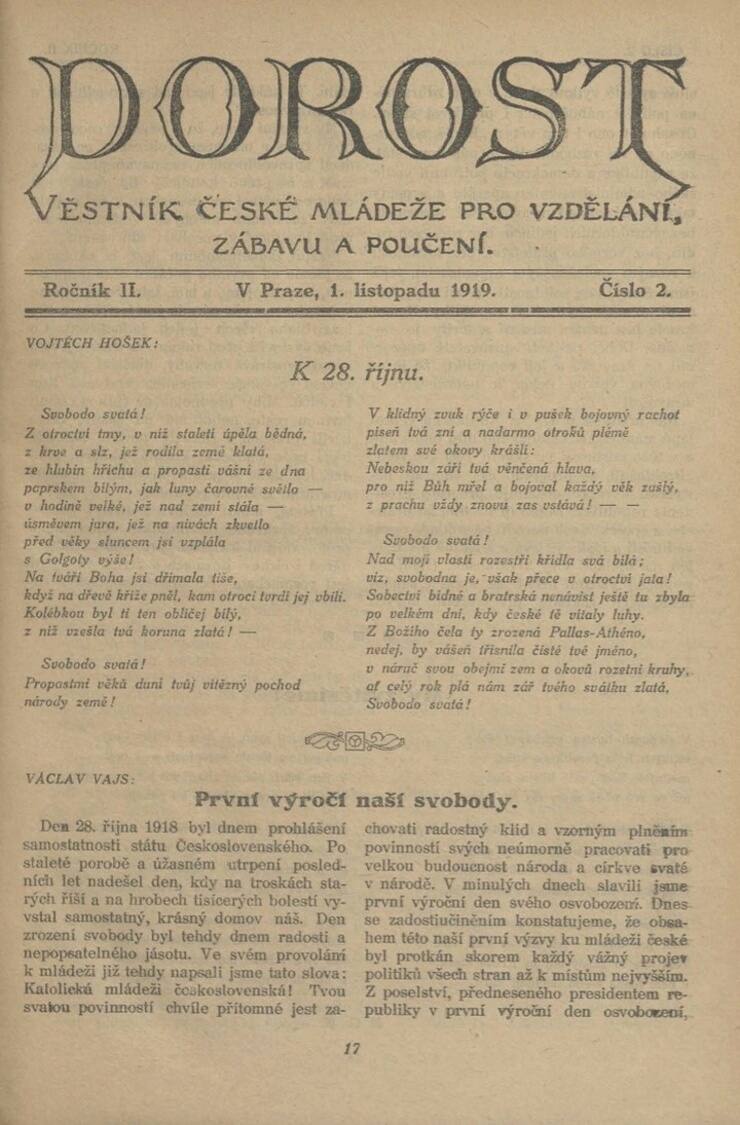 DOROST
VĚSTNÍK ČESKÉ MLÁDEŽE PRO VZDĚLÁNÍ,
ZÁBAVU A POUČENÍ.
Ročník II. V Praze, 1. listopadu 1919. Číslo 2.
VOJTĚCH HOŠEK:
K 28. říjnu.
Svobodo svatá!
Z otroctví tmy, v níž staletí úpěla bědná,
z krve a slz, jež rodila země klatá,
ze hlubin hříchu a propasti vášní ze dna
paprskem bílým, jak luny čarovné světlo —
v hodině velké, jež nad zemí stála —
úsměvem jara, jež na nivách zkvetlo
před věky sluncem jsi vzplála
s Golgoty výše!
Na tváři Boha jsi dřímala tiše,
když na dřevě kříže pněl, kam otroci tvrdí jej vbili.
Kolébkou byl ti ten obličej bílý,
z níž vzešla tvá koruna zlatá! —
Svobodo svatá!
Propastmi věků duní tvůj vítězný pochod
národy země!
V klidný zvuk rýče i v pušek bojovný rachot
píseň tvá zní a nadarmo otroků plémě
zlatem své okovy krášlí:
Nebeskou září tvá věnčená hlava,
pro niž Bůh mřel a bojoval každý věk zašlý,
z prachu vždy znovu zas vstává! — —
Svobodo svatá!
Nad mojí vlastí rozestři křídla svá bílá;
viz, svobodna je, však přece v otroctví jata!
Sobectví bídné a bratrská nenávist ještě tu zbyla
po velkém dni, kdy české tě vítaly luhy.
Z Božího čela ty zrozená Pallas-Athéno,
nedej, by vášeň třísnila čisté tvé jméno,
v náruč svou obejmi zem a okovů rozetni kruhy,
ať celý rok plá nám zář tvého svátku zlatá,
Svobodo svatá!
VÁCLAV VAJS:
První výročí naší svobody.
Den 28. října 1918 byl dnem prohlášení
samostatnosti státu Československého. Po
staleté porobě a úžasném utrpení posled-
ních let nadešel den, kdy na troskách sta-
rých říší a na hrobech tisícerých bolestí vy-
vstal samostatný, krásný domov náš. Den
zrození svobody byl tehdy dnem radosti a
nepopsatelného jásotu. Ve svém provolání
k mládeži již tehdy napsali jsme tato slova:
Katolická mládeži československá! Tvou
svatou povinností chvíle přítomné jest za-
chovati radostný klid a vzorným plněním
povinností svých neúmorně pracovati pro
velkou budoucnost národa a církve svaté
v národě. V minulých dnech slavili jsme
první výroční den svého osvobození. Dnes
se zadostiučiněním konstatujeme, že obsa-
hem této naší první výzvy ku mládeži české
byl protkán skorem každý vážný projev
politiků všech stran až k místům nejvyšším.
Z poselství, předneseného presidentem re-
publiky v první výroční den osvobození,
17